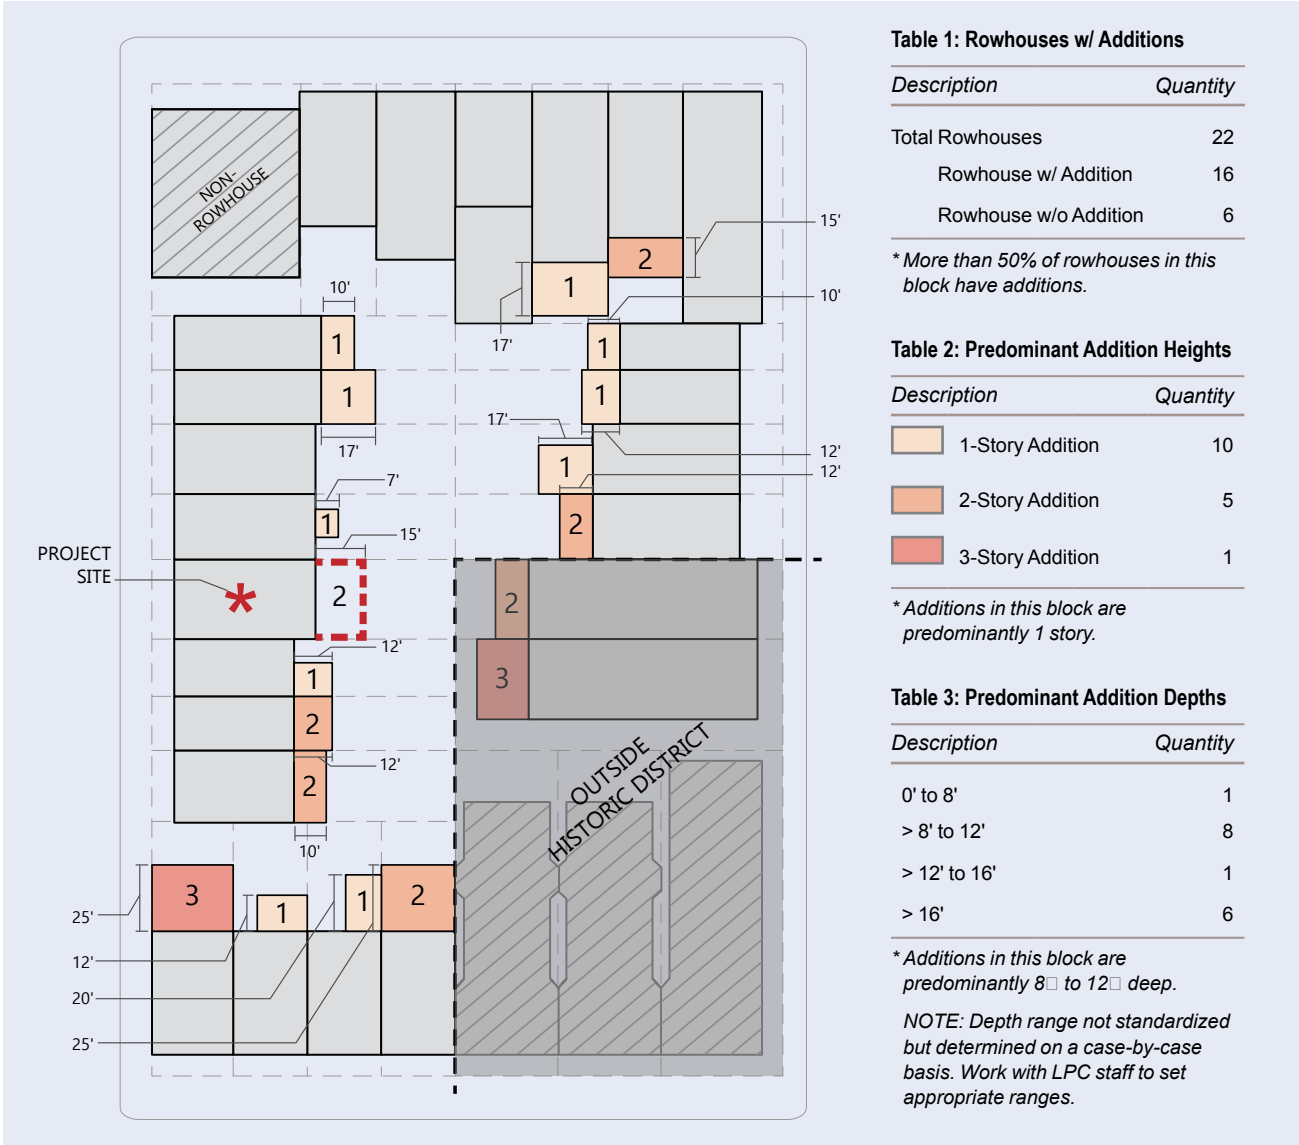 NON-
ROWHOUSE
15'
2
1
10'
10'
17'
1
1
1
1
17'
17'
12'
12'
7'
1
1
2
15'
PROJECT
SITE
*
2
2
12'
3
1
2
12'
2
10'
OUTSIDE
HISTORIC DISTRICT
3
1
1
2
25'
12'
20'
25'
Table 1: Rowhouses w/ Additions
Description Quantity
Total Rowhouses 22
Rowhouse w/ Addition 16
Rowhouse w/o Addition 6
* More than 50% of rowhouses in this
block have additions.
Table 2: Predominant Addition Heights
Description Quantity
1-Story Addition 10
2-Story Addition 5
3-Story Addition 1
* Additions in this block are
predominantly 1 story.
Table 3: Predominant Addition Depths
Description Quantity
0' to 8' 1
> 8' to 12' 8
> 12' to 16' 1
> 16' 6
* Additions in this block are
predominantly 8□ to 12□ deep.
NOTE: Depth range not standardized
but determined on a case-by-case
basis. Work with LPC staff to set
appropriate ranges.